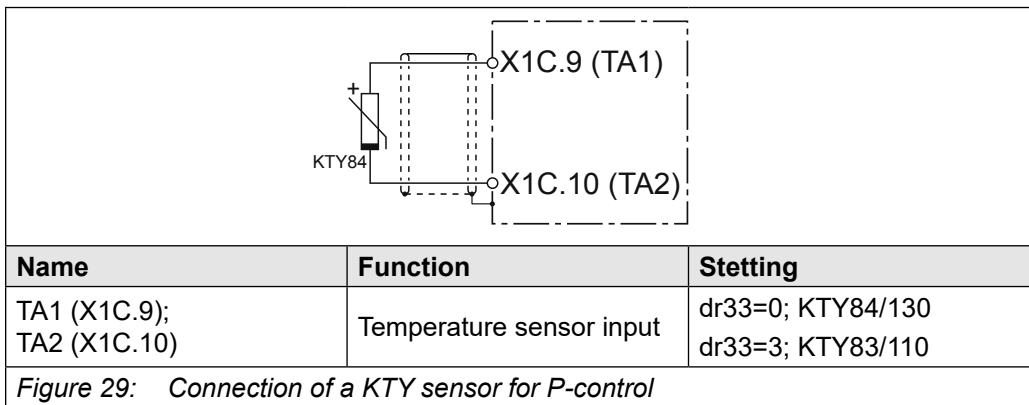 X1C.9 (TA1)
+
KTY84
X1C.10 (TA2)
Name Function Stetting
TA1 (X1C.9);
TA2 (X1C.10)
Temperature sensor input
dr33=0; KTY84/130
dr33=3; KTY83/110
Figure 29: Connection of a KTY sensor for P-control